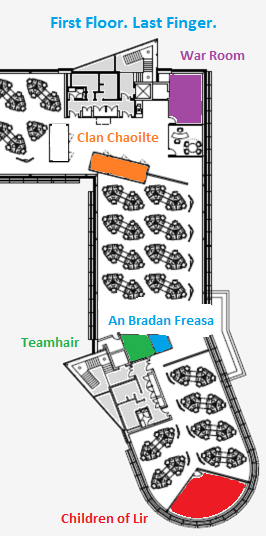 First Floor. Last Finger.
War Room
Clan Chaoilte
An Bradan Freasa
Teamhair
Children of Lir